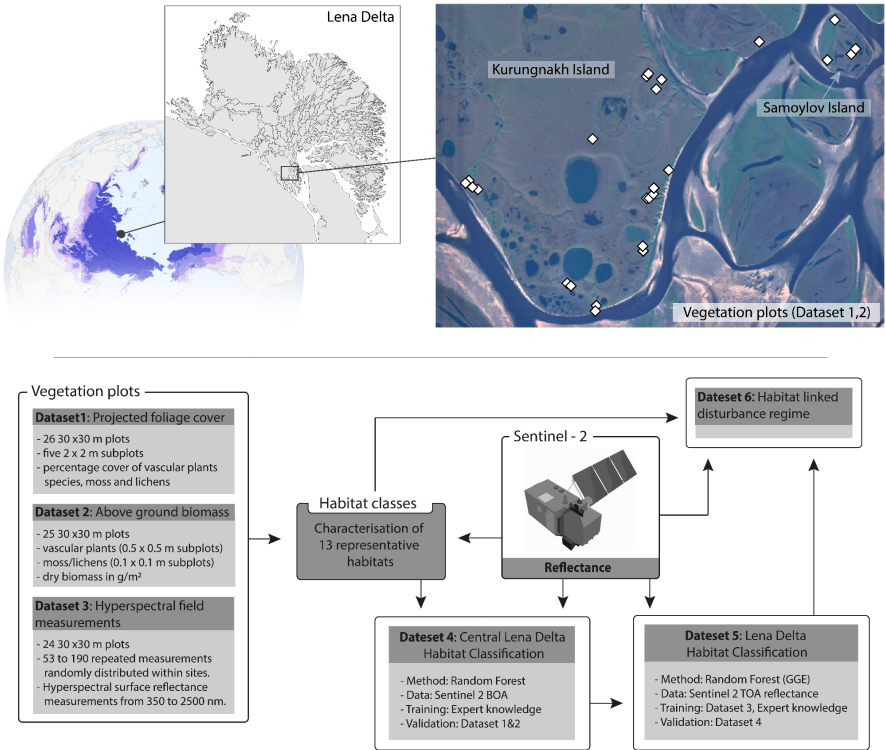 Lena Delta
Kurungnakh Island
Samoylov Island
Vegetation plots (Dataset 1,2)
Vegetation plots
Dataset1: Projected foliage cover
- 26 30 x30 m plots
- five 2 x 2 m subplots
- percentage cover of vascular plants
species, moss and lichens
Dataset 2: Above ground biomass
- 25 30x30 m plots
- vascular plants (0.5 x 0.5 m subplots)
- moss/lichens (0.1 x 0.1 m subplots)
- dry biomass in g/m²
Dataset 3: Hyperspectral field
measurements
- 24 30x30 m plots
- 53 to 190 repeated measurements
randomly distributed within sites.
- Hyperspectral surface reflectance
measurements from 350 to 2500 nm.
Habitat classes
Characterisation of
13 representative
habitats
Sentinel - 2
Reflectance
Dateset 6: Habitat linked
disturbance regime
Dateset 4: Central Lena Delta
Habitat Classification
- Method: Random Forest
- Data: Sentinel 2 BOA
- Training: Expert knowledge
- Validation: Dataset 1&2
Dateset 5: Lena Delta
Habitat Classification
- Method: Random Forest (GGE)
- Data: Sentinel 2 TOA reflectance
- Training: Dataset 3, Expert knowledge
- Validation: Dataset 4